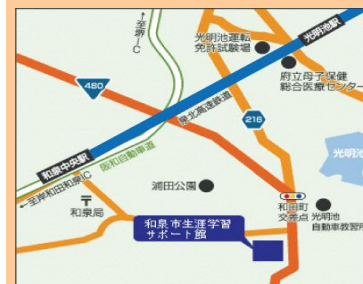 光明池運転
免許試験場
光明池駅
至堺IC
府立母子保健
総合医療センター
480
泉北高速鉄道
216
光明池
和泉中央駅
阪和自動車道
至岸和田和泉IC
浦田公園
〒
和泉局
和田町
交差点
光明池
自動車教習所
和泉市生涯学習
サポート館